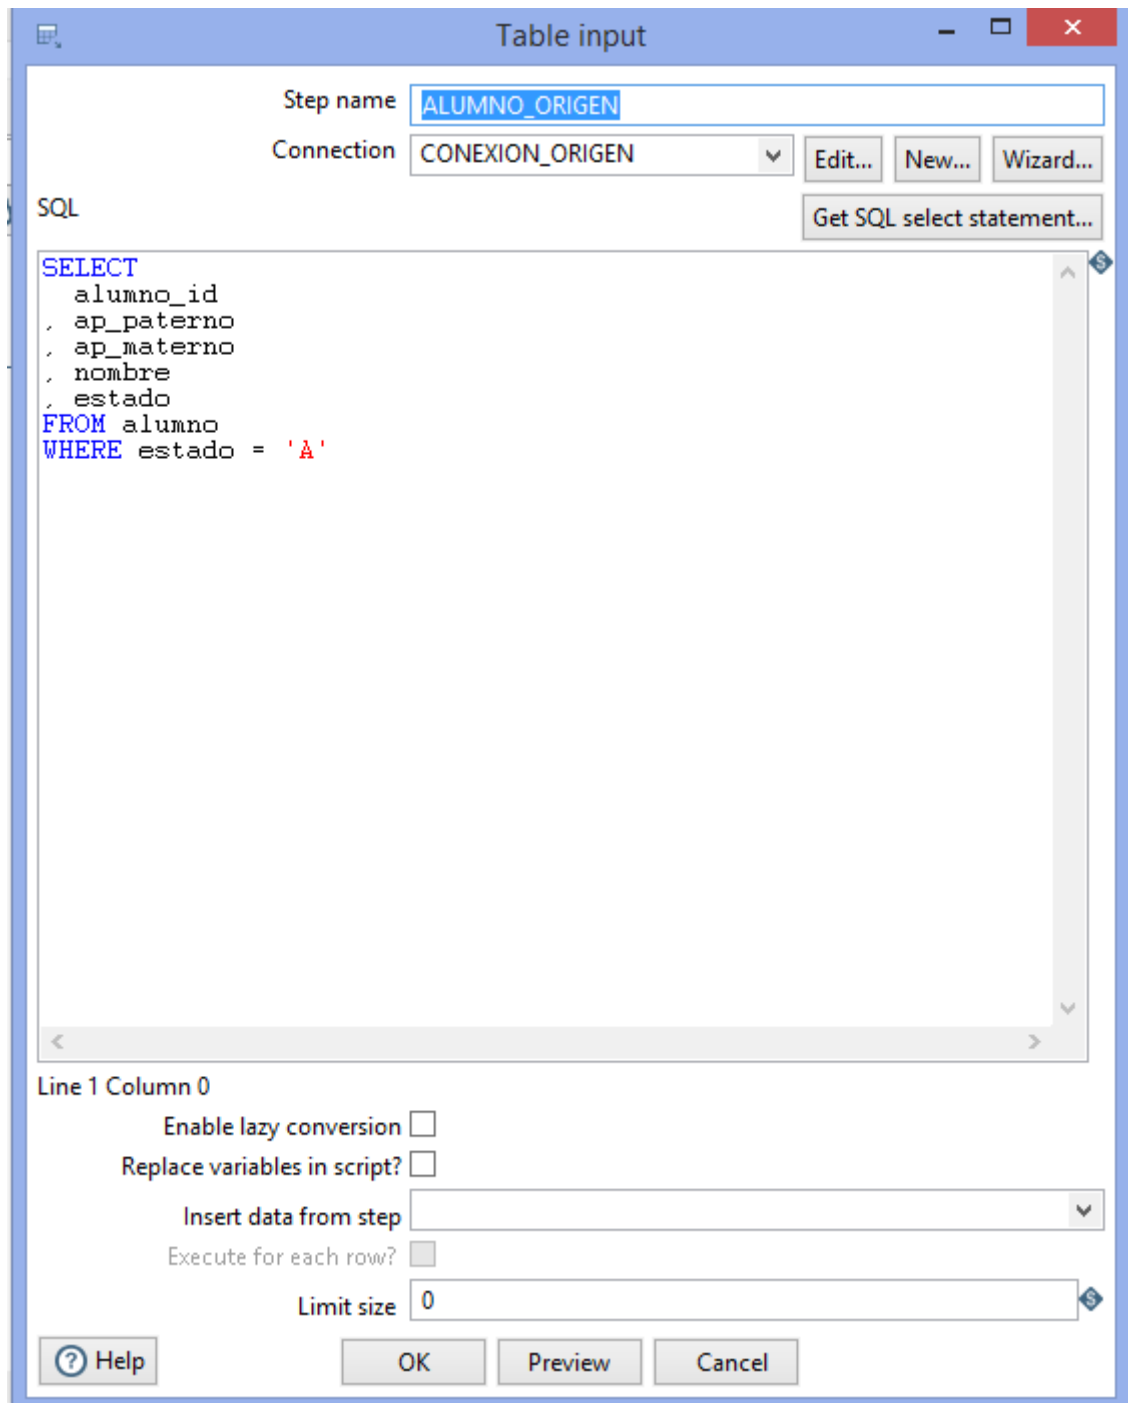 Table input
Step name ALUMNO_ORIGEN
Connection CONEXION_ORIGEN Edit... New... Wizard...
SQL Get SQL select statement...
SELECT
  alumno_id
, ap_paterno
, ap_materno
, nombre
, estado
FROM alumno
WHERE estado = 'A'
Line 1 Column 0
Enable lazy conversion
Replace variables in script?
Insert data from step
Execute for each row?
Limit size 0
Help OK Preview Cancel